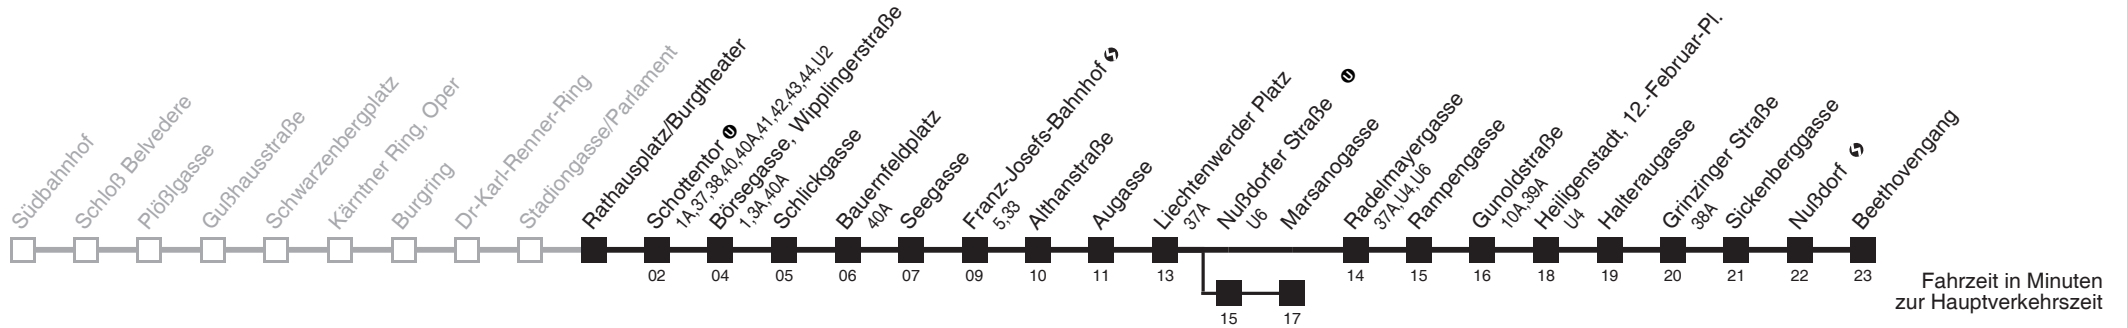 Südbahnhof
Schloß Belvedere
Plößlgasse
Gußhausstraße
Schwarzenbergplatz
Kärntner Ring, Oper
Burgring
Dr-Karl-Renner-Ring
Stadiongasse/Parlament
Rathausplatz/Burgtheater
Schottentor U
1A,37,38,40,40A,41,42,43,44,U2
Börsegasse, Wipplingerstraße
1,3A,40A
Schlickgasse
Bauernfeldplatz
40A
Seegasse
Franz-Josefs-Bahnhof
5,33
Althanstraße
Augasse
Liechtenwerder Platz
37A
Nußdorfer Straße U
U6
Marsanogasse
Radelmayergasse
37A,U4,U6
Rampengasse
Gunoldstraße
10A,39A
Heiligenstadt, 12.-Februar-Pl.
U4
Halteraugasse
Grinzinger Straße
38A
Sickenberggasse
Nußdorf
Beethovengang
02 04 05 06 07 09 10 11 13 14 15 16 18 19 20 21 22 23
15 17
Fahrzeit in Minuten
zur Hauptverkehrszeit